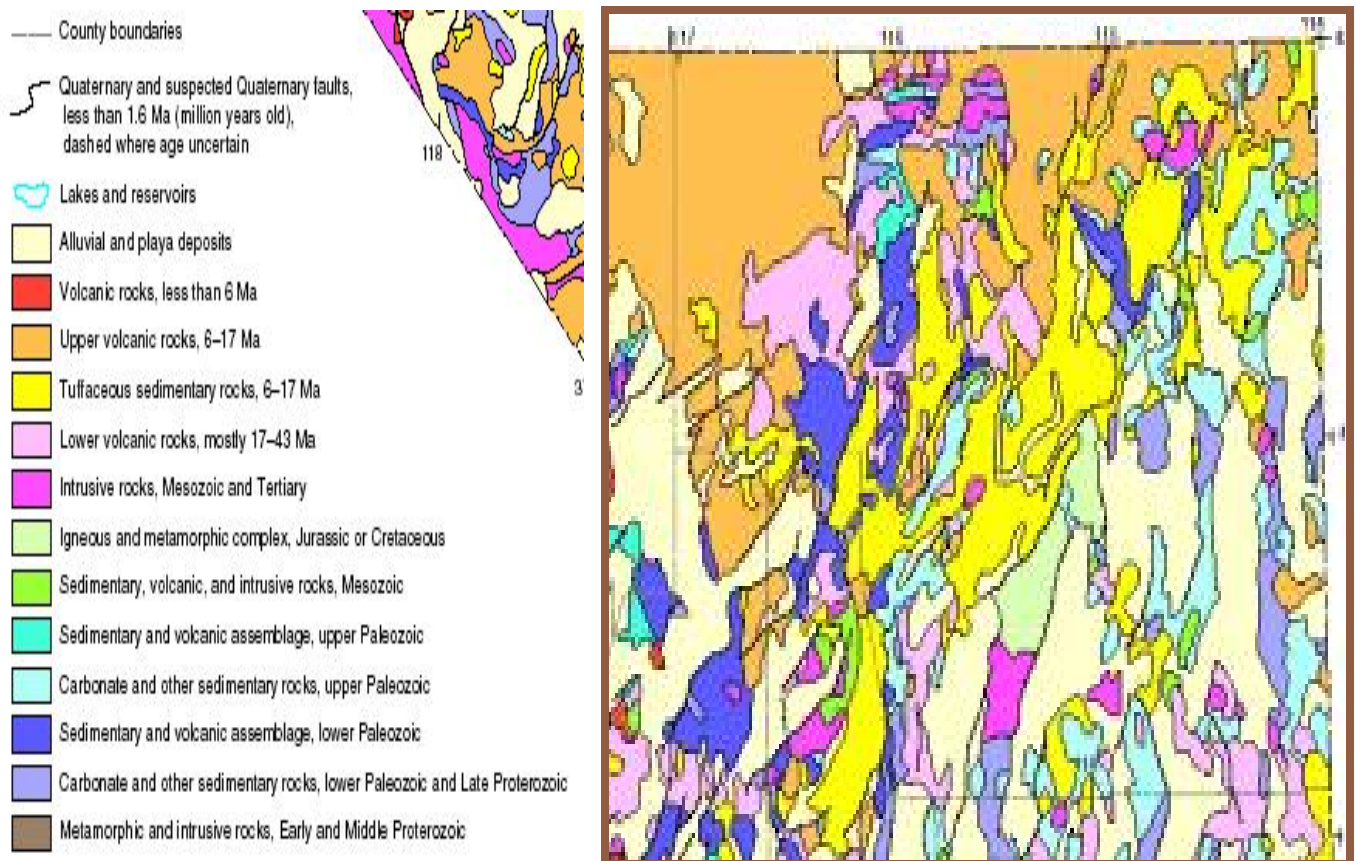 County boundaries
Quaternary and suspected Quaternary faults,
less than 1.6 Ma (million years old),
dashed where age uncertain
118
Lakes and reservoirs
Alluvial and playa deposits
Volcanic rocks, less than 6 Ma
Upper volcanic rocks, 6–17 Ma
Tuffaceous sedimentary rocks, 6–17 Ma
3
Lower volcanic rocks, mostly 17–43 Ma
Intrusive rocks, Mesozoic and Tertiary
Igneous and metamorphic complex, Jurassic or Cretaceous
Sedimentary, volcanic, and intrusive rocks, Mesozoic
Sedimentary and volcanic assemblage, upper Paleozoic
Carbonate and other sedimentary rocks, upper Paleozoic
Sedimentary and volcanic assemblage, lower Paleozoic
Carbonate and other sedimentary rocks, lower Paleozoic and Late Proterozoic
Metamorphic and intrusive rocks, Early and Middle Proterozoic
117
116